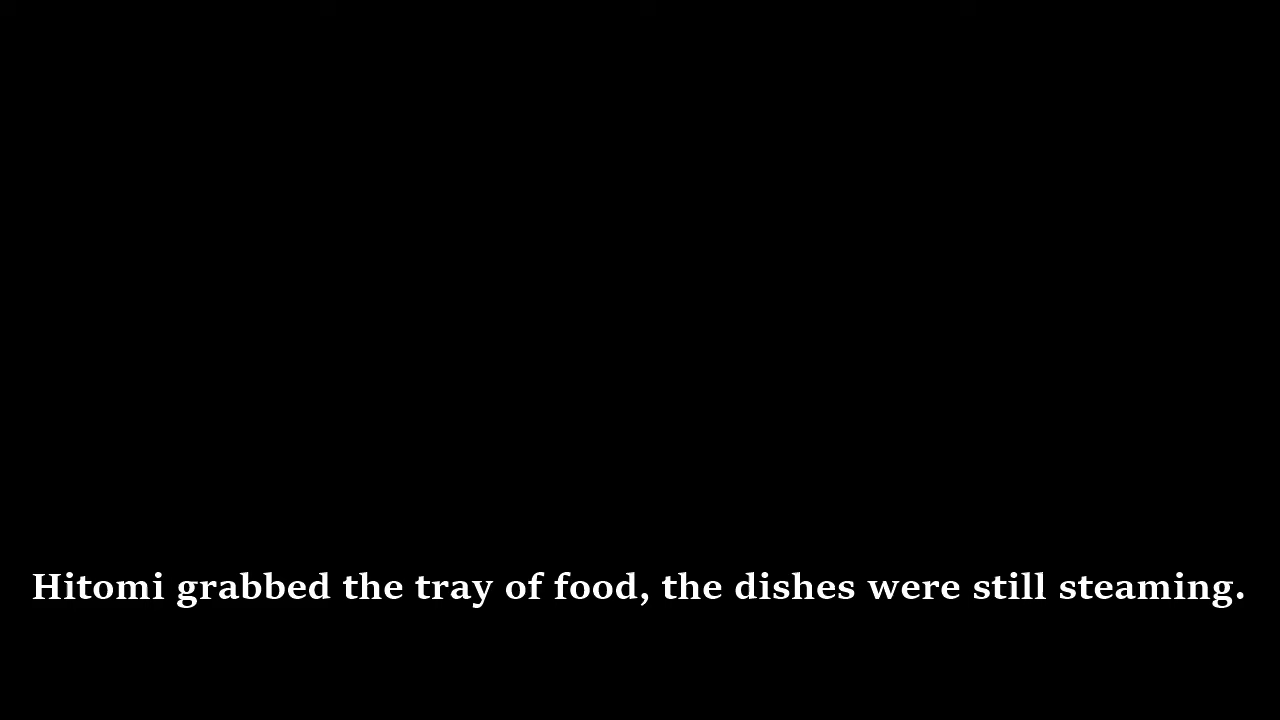 Hitomi grabbed the tray of food, the dishes were still steaming.